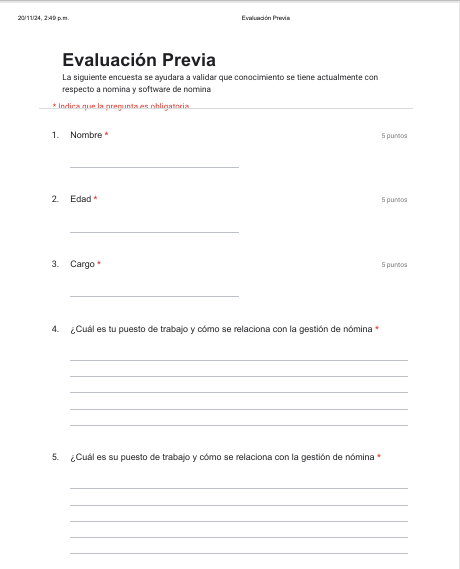 20/11/24, 2:49 p.m. Evaluación Previa
Evaluación Previa
La siguiente encuesta se ayudara a validar que conocimiento se tiene actualmente con
respecto a nomina y software de nomina
* Indica que la pregunta es obligatoria
1. Nombre * 5 puntos
2. Edad * 5 puntos
3. Cargo * 5 puntos
4. ¿Cuál es tu puesto de trabajo y cómo se relaciona con la gestión de nómina *
5. ¿Cuál es su puesto de trabajo y cómo se relaciona con la gestión de nómina *